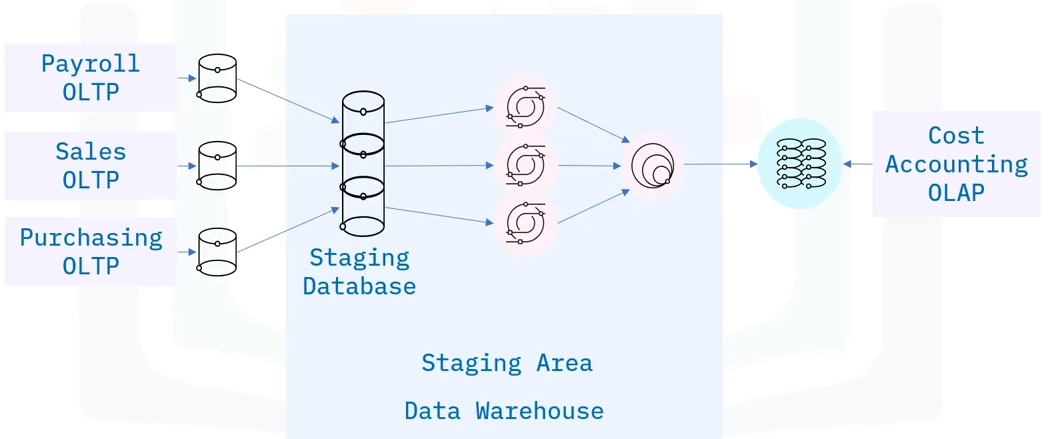 Payroll
OLTP
Sales
OLTP
Purchasing
OLTP
Staging
Database
Staging Area
Data Warehouse
Cost
Accounting
OLAP